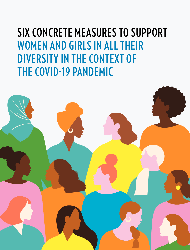 SIX CONCRETE MEASURES TO SUPPORT
WOMEN AND GIRLS IN ALL THEIR
DIVERSITY IN THE CONTEXT OF
THE COVID-19 PANDEMIC